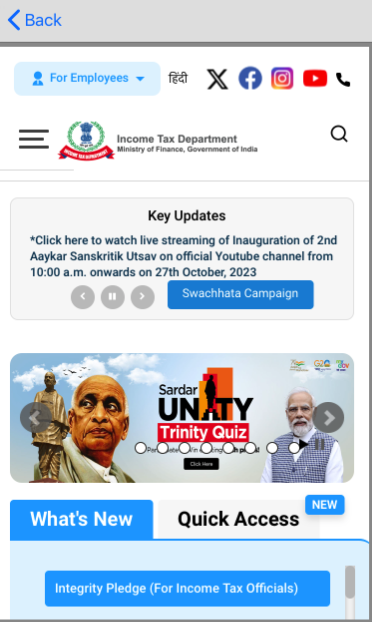 Back
For Employees
हिंदी
Income Tax Department
Ministry of Finance, Government of India
Key Updates
*Click here to watch live streaming of Inauguration of 2nd
Aaykar Sanskritik Utsav on official Youtube channel from
10:00 a.m. onwards on 27th October, 2023
Swachhata Campaign
Sardar
UNITY
Trinity Quiz
Click Here
What's New
Quick Access
NEW
Integrity Pledge (For Income Tax Officials)